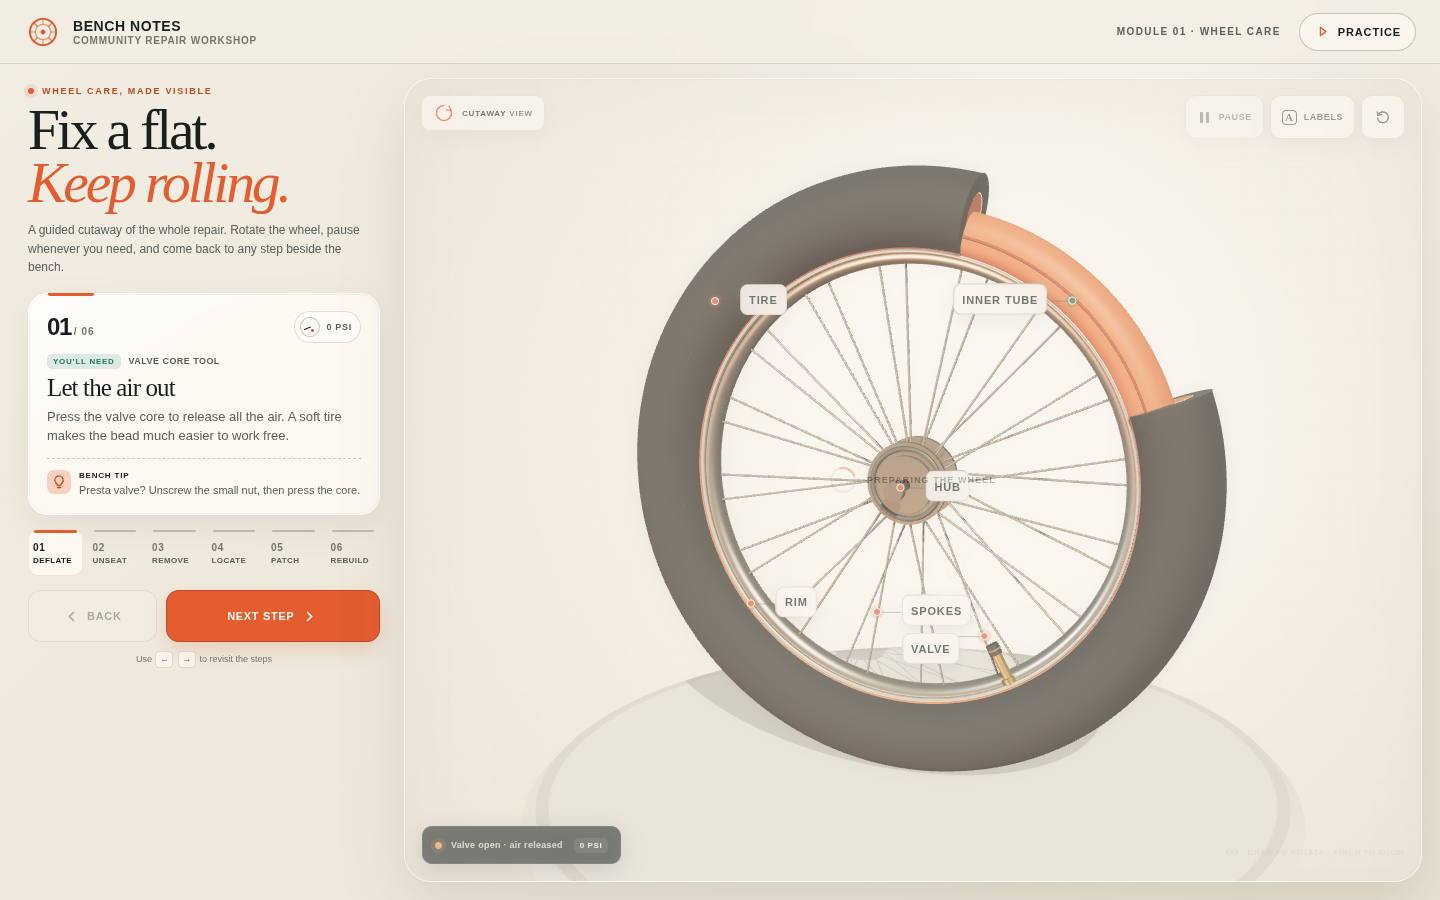 BENCH NOTES
COMMUNITY REPAIR WORKSHOP
MODULE 01 · WHEEL CARE
PRACTICE
WHEEL CARE, MADE VISIBLE
Fix a flat.
Keep rolling.
A guided cutaway of the whole repair. Rotate the wheel, pause
whenever you need, and come back to any step beside the
bench.
01 / 06
0 PSI
YOU'LL NEED VALVE CORE TOOL
Let the air out
Press the valve core to release all the air. A soft tire
makes the bead much easier to work free.
BENCH TIP
Presta valve? Unscrew the small nut, then press the core.
01
DEFLATE
02
UNSEAT
03
REMOVE
04
LOCATE
05
PATCH
06
REBUILD
BACK
NEXT STEP
Use ← → to revisit the steps
CUTAWAY VIEW
PAUSE
A LABELS
TIRE
INNER TUBE
PREPARING THE WHEEL
HUB
RIM
SPOKES
VALVE
Valve open · air released 0 PSI
DRAG TO ROTATE · PINCH TO ZOOM